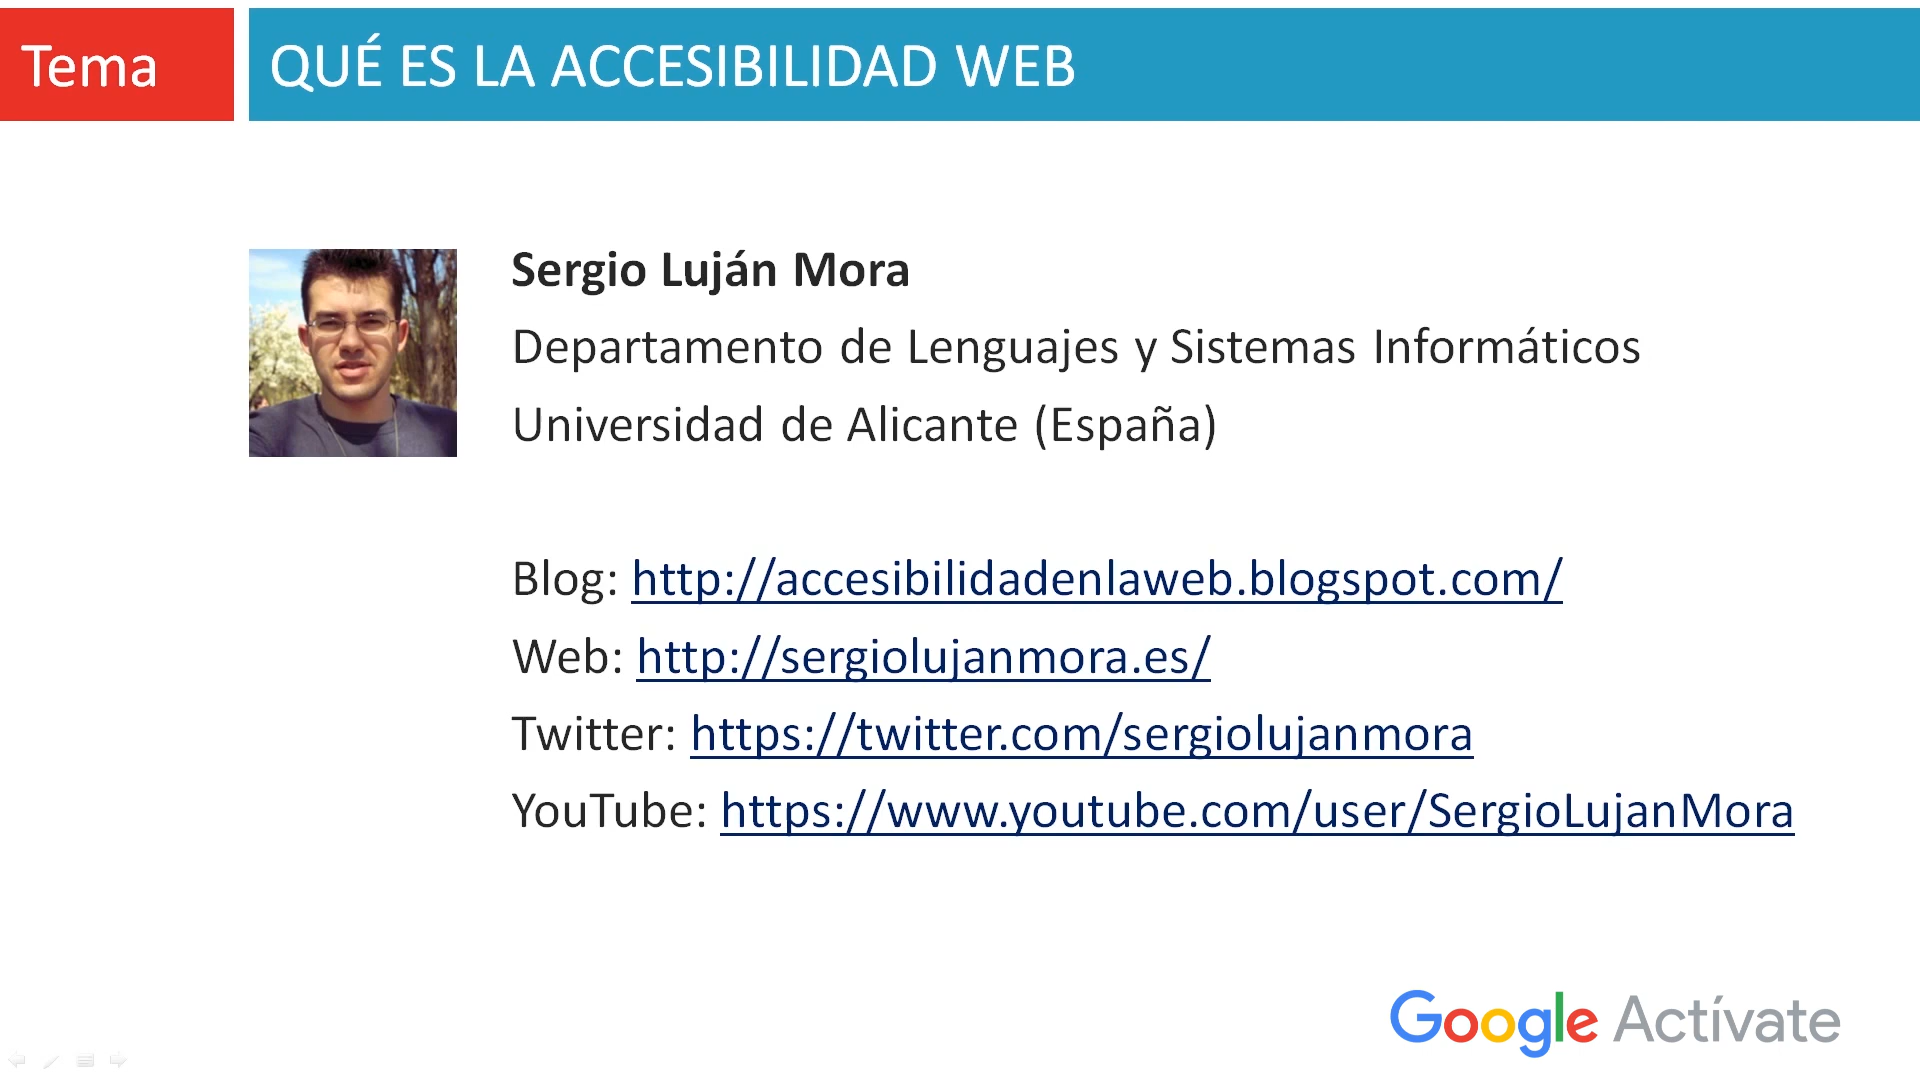 Tema
QUÉ ES LA ACCESIBILIDAD WEB
Sergio Luján Mora
Departamento de Lenguajes y Sistemas Informáticos
Universidad de Alicante (España)
Blog: http://accesibilidadenlaweb.blogspot.com/
Web: http://sergiolujanmora.es/
Twitter: https://twitter.com/sergiolujanmora
YouTube: https://www.youtube.com/user/SergioLujanMora
Google Actívate